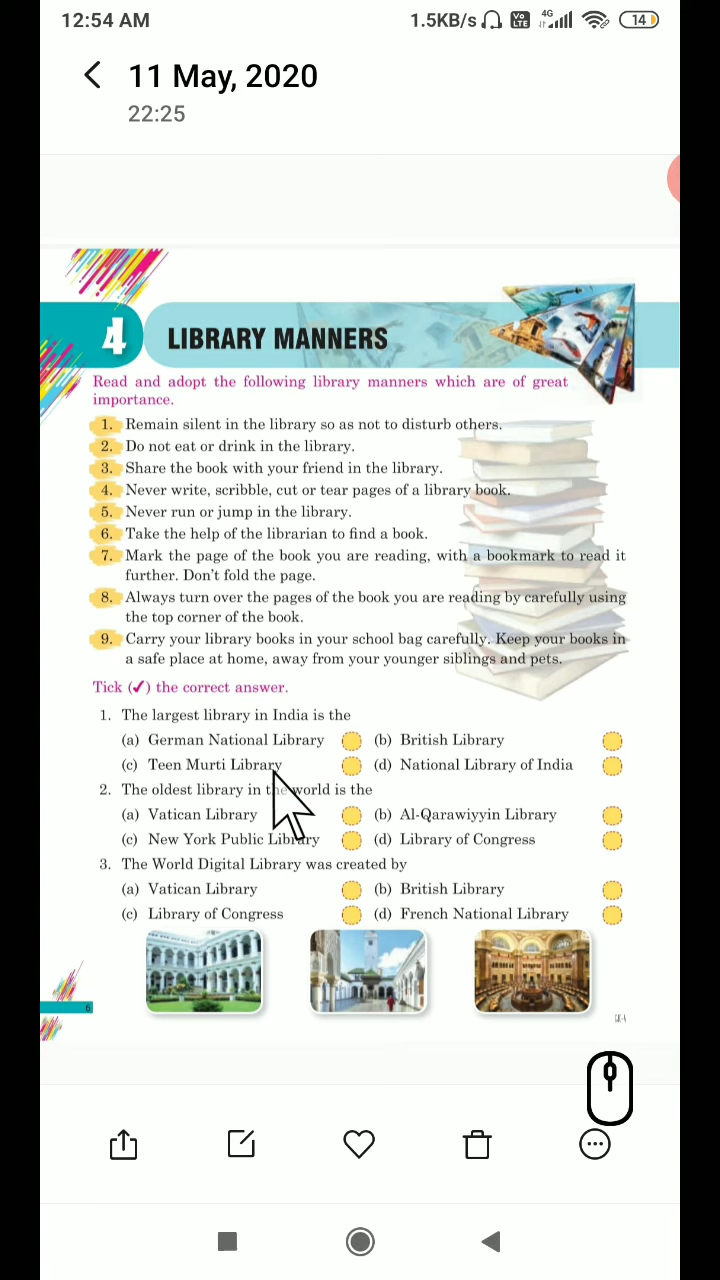 12:54 AM
1.5KB/s Vo LTE 4G 14
11 May, 2020
22:25
4 LIBRARY MANNERS
Read and adopt the following library manners which are of great
importance.
1. Remain silent in the library so as not to disturb others.
2. Do not eat or drink in the library.
3. Share the book with your friend in the library.
4. Never write, scribble, cut or tear pages of a library book.
5. Never run or jump in the library.
6. Take the help of the librarian to find a book.
7. Mark the page of the book you are reading, with a bookmark to read it
further. Don't fold the page.
8. Always turn over the pages of the book you are reading by carefully using
the top corner of the book.
9. Carry your library books in your school bag carefully. Keep your books in
a safe place at home, away from your younger siblings and pets.
Tick (✓) the correct answer.
1. The largest library in India is the
(a) German National Library (b) British Library
(c) Teen Murti Library (d) National Library of India
2. The oldest library in the world is the
(a) Vatican Library (b) Al-Qarawiyyin Library
(c) New York Public Library (d) Library of Congress
3. The World Digital Library was created by
(a) Vatican Library (b) British Library
(c) Library of Congress (d) French National Library
6